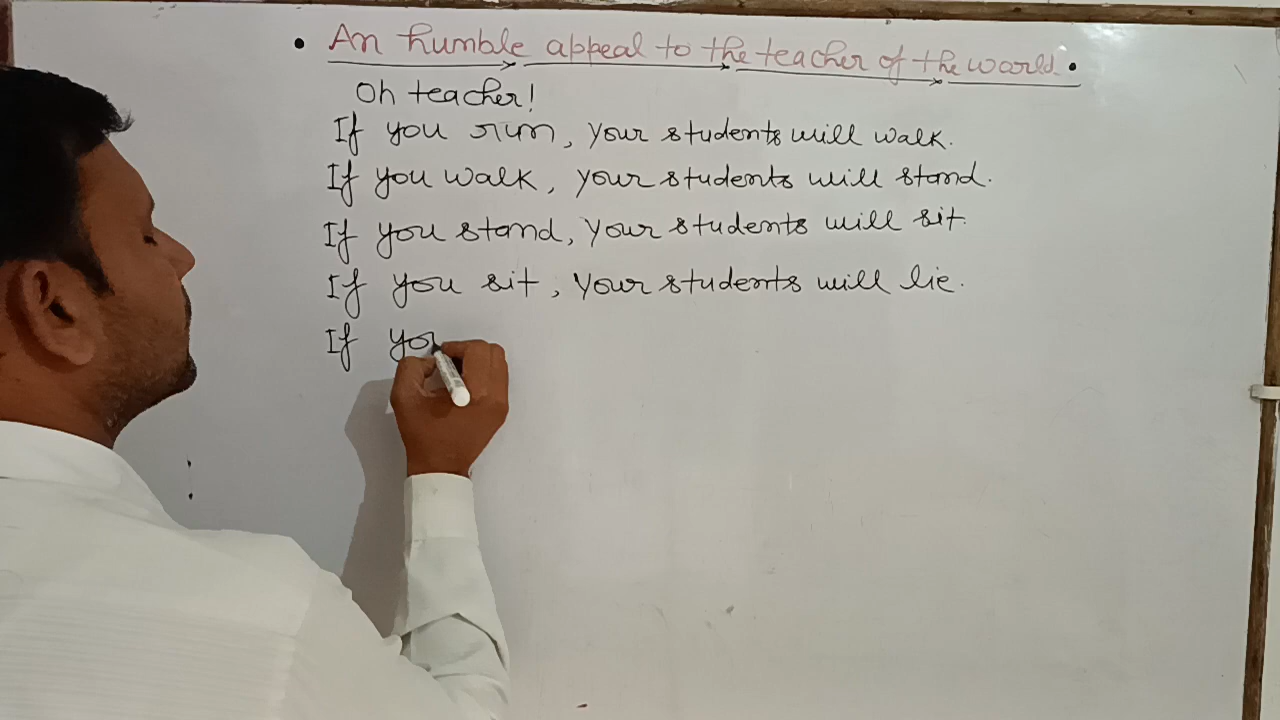 • An humble appeal to the teacher of the world •
Oh teacher!
If you run, your students will walk.
If you walk, your students will stand.
If you stand, your students will sit.
If you sit, your students will lie.
If you